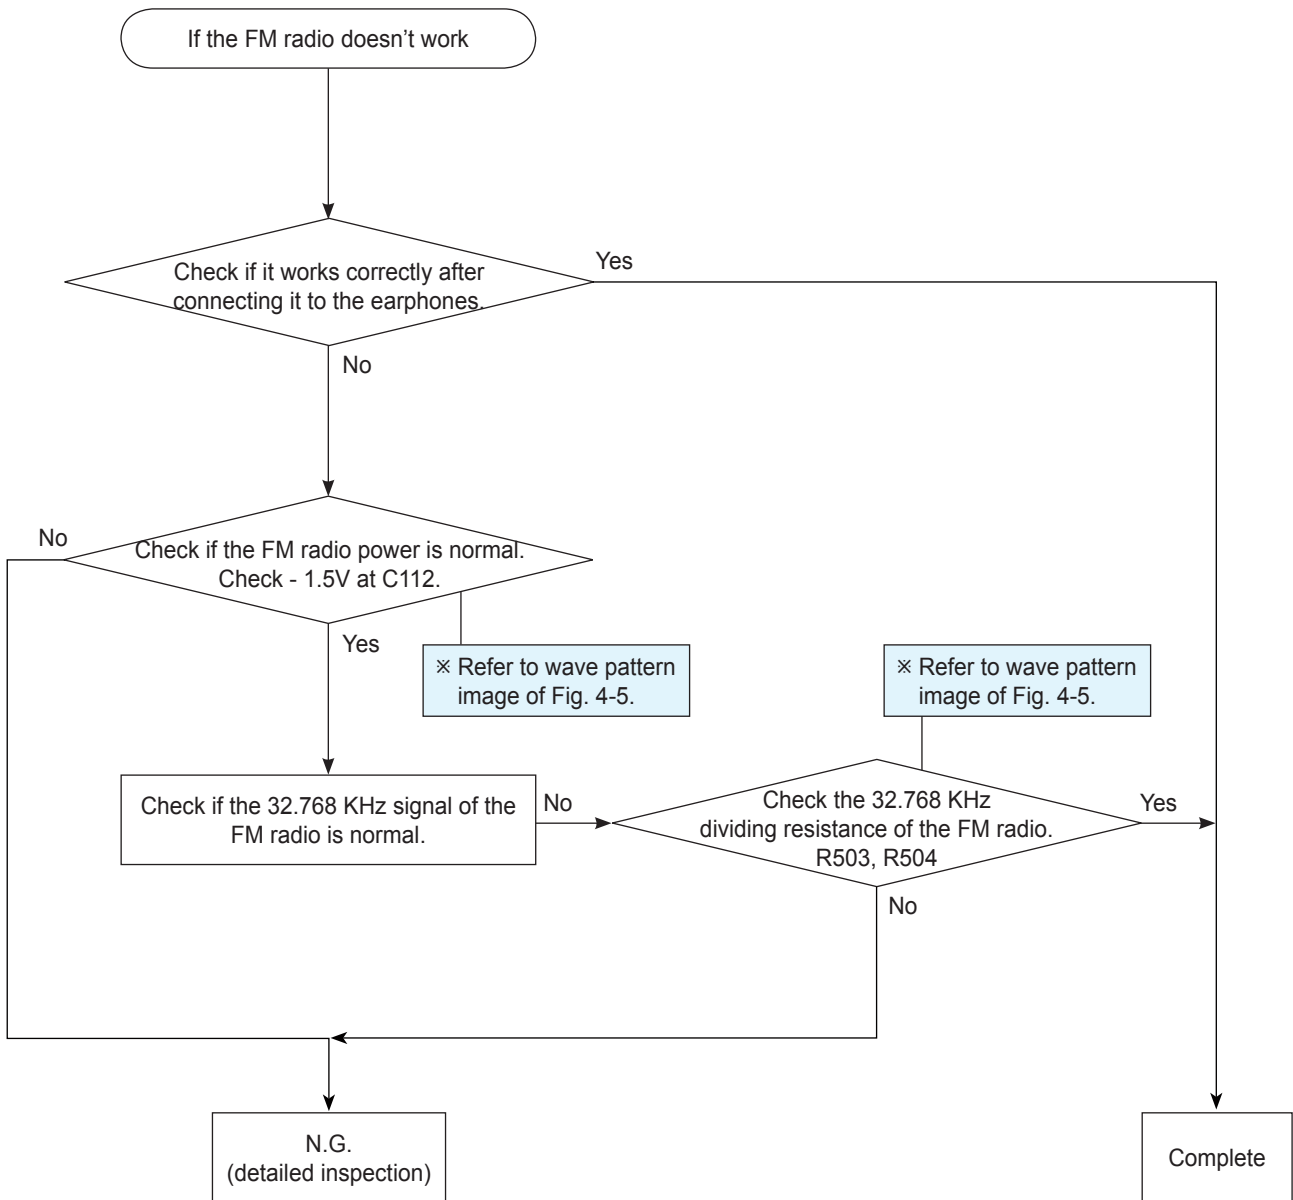 If the FM radio doesn't work
Check if it works correctly after
connecting it to the earphones.
Yes
No
No
Check if the FM radio power is normal.
Check - 1.5V at C112.
Yes
※ Refer to wave pattern
image of Fig. 4-5.
※ Refer to wave pattern
image of Fig. 4-5.
Check if the 32.768 KHz signal of the
FM radio is normal.
No
Check the 32.768 KHz
dividing resistance of the FM radio.
R503, R504
Yes
No
N.G.
(detailed inspection)
Complete